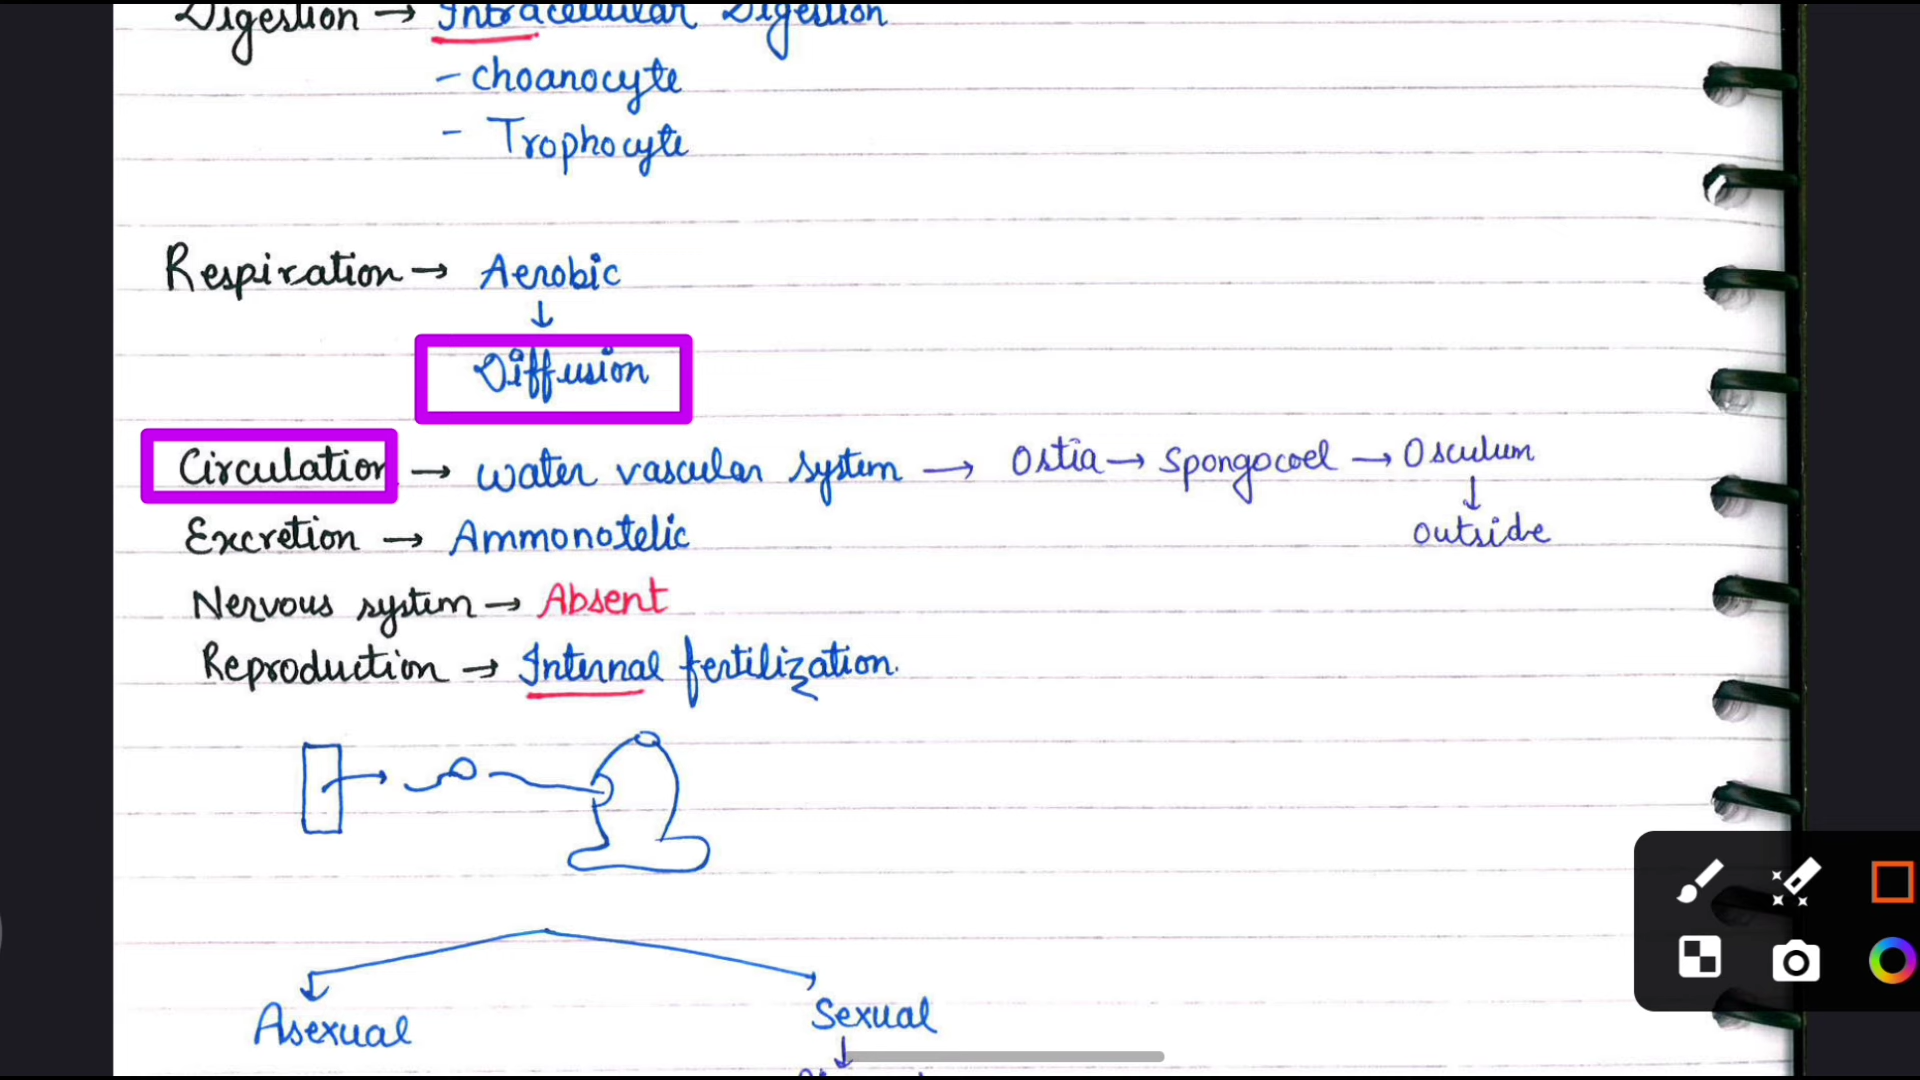 Digestion → Intracellular Digestion
- choanocyte
- Trophocyte
Respiration → Aerobic
↓
Diffusion
Circulation → water vascular system → Ostia → Spongocoel → Osculum
↓
outside
Excretion → Ammonotelic
Nervous system → Absent
Reproduction → Internal fertilization.
Asexual
Sexual
↓